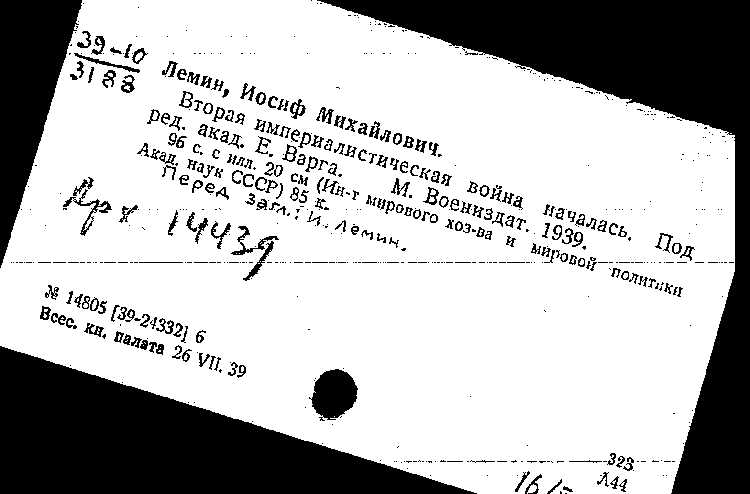 39-10
3188
Лемин, Иосиф Михайлович.
Вторая империалистическая война началась. Под
ред. акад. Е. Варга. М. Воениздат. 1939.
96 с. с илл. 20 см (Ин-т мирового хоз-ва и мировой политики
Акад. наук СССР) 85 к.
Перед загл.: И. Лемин.
Арх. 14439
№ 14805 [39-24332] 6
Всес. кн. палата 26 VII. 39
323
Л44